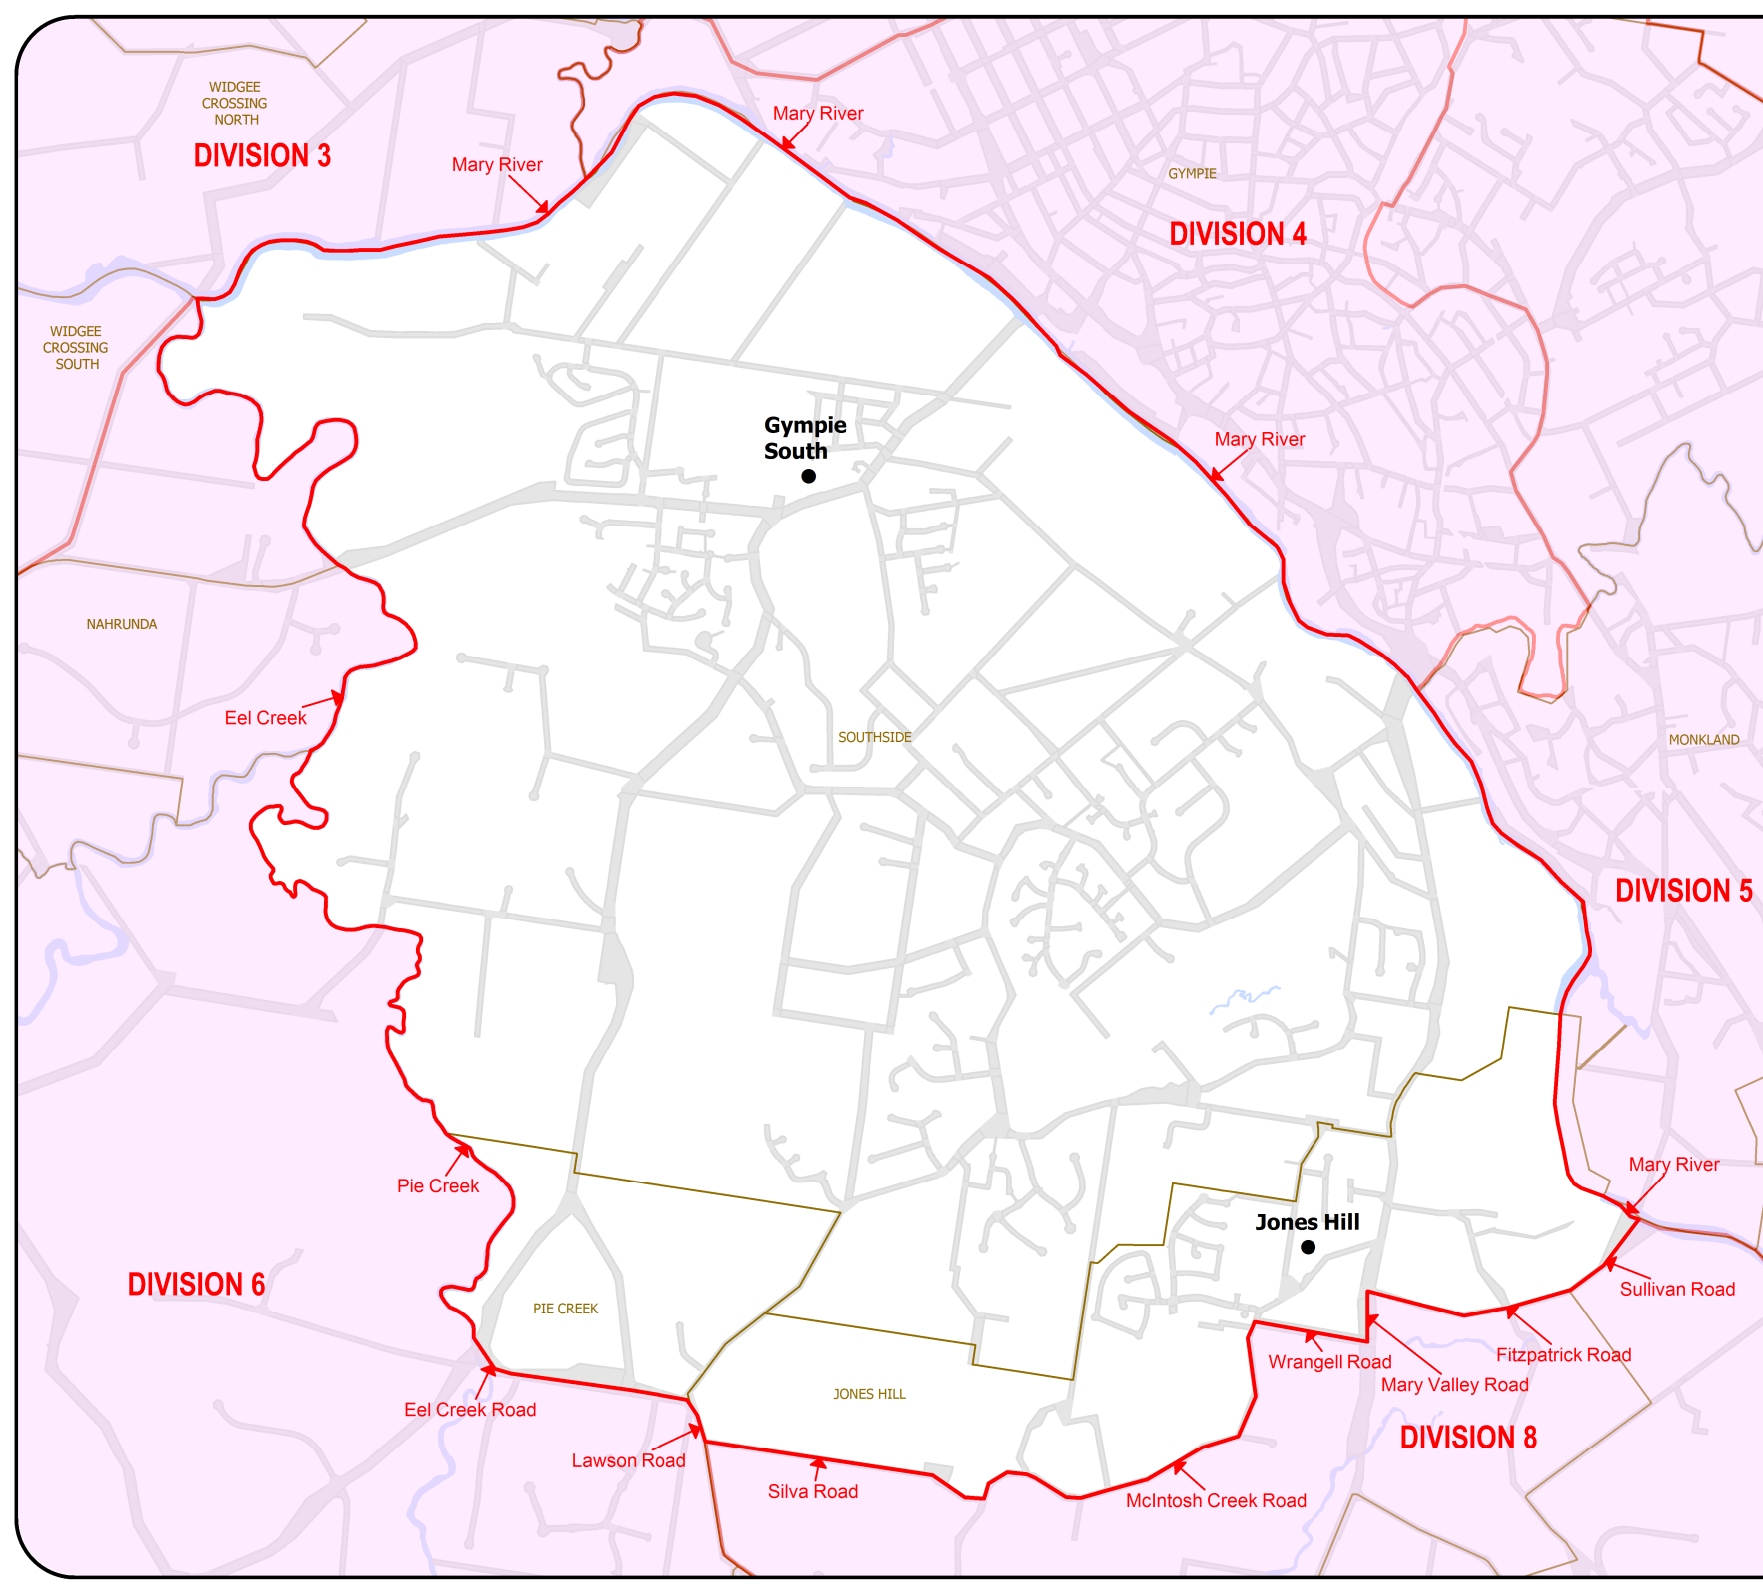 WIDGEE
CROSSING
NORTH
DIVISION 3
Mary River
Mary River
GYMPIE
DIVISION 4
WIDGEE
CROSSING
SOUTH
Gympie
South
Mary River
NAHRUNDA
Eel Creek
SOUTHSIDE
MONKLAND
DIVISION 5
Pie Creek
Mary River
Jones Hill
DIVISION 6
PIE CREEK
Sullivan Road
Fitzpatrick Road
Wrangell Road
Mary Valley Road
JONES HILL
Eel Creek Road
DIVISION 8
Lawson Road
Silva Road
McIntosh Creek Road